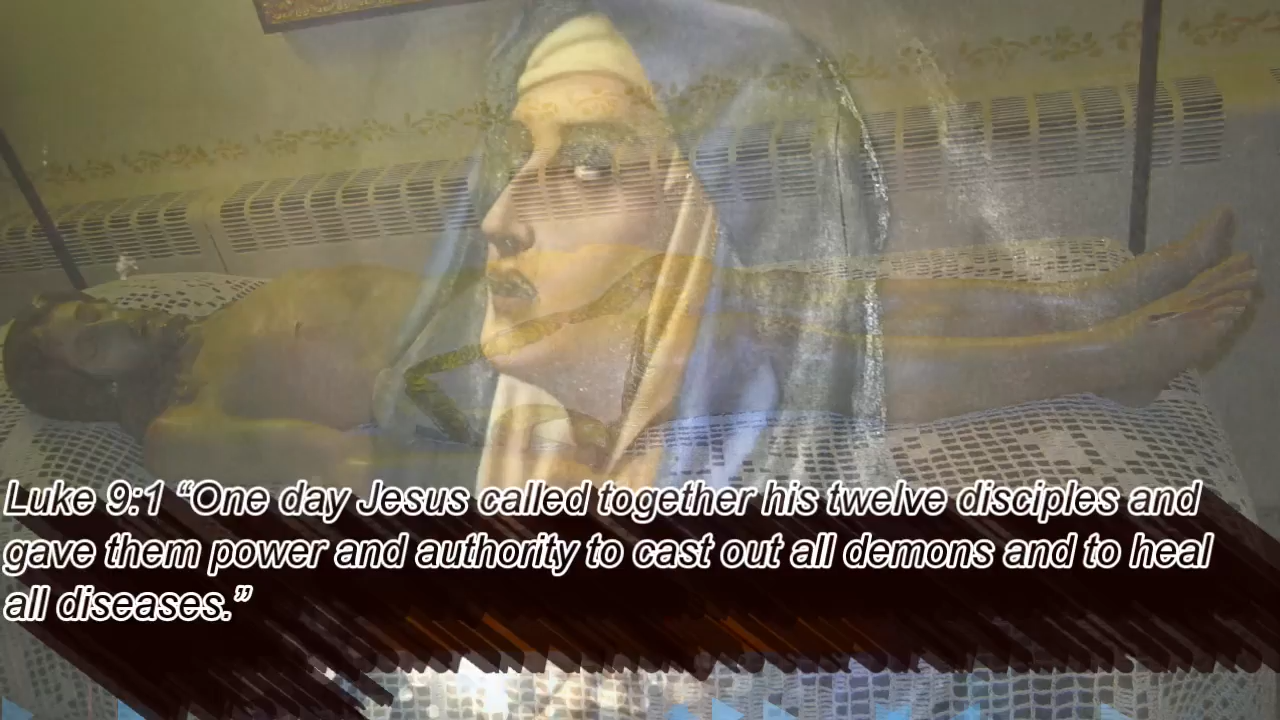 Luke 9:1 “One day Jesus called together his twelve disciples and
gave them power and authority to cast out all demons and to heal
all diseases.”